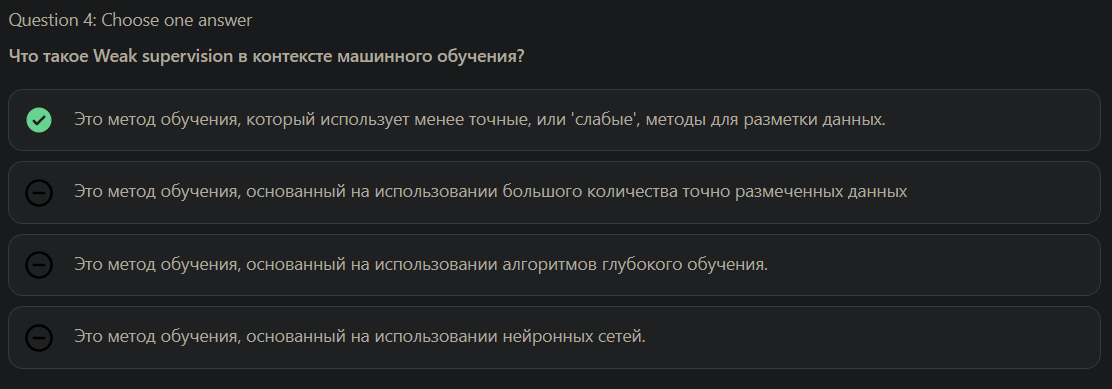 Question 4: Choose one answer
Что такое Weak supervision в контексте машинного обучения?
Это метод обучения, который использует менее точные, или 'слабые', методы для разметки данных.
Это метод обучения, основанный на использовании большого количества точно размеченных данных
Это метод обучения, основанный на использовании алгоритмов глубокого обучения.
Это метод обучения, основанный на использовании нейронных сетей.